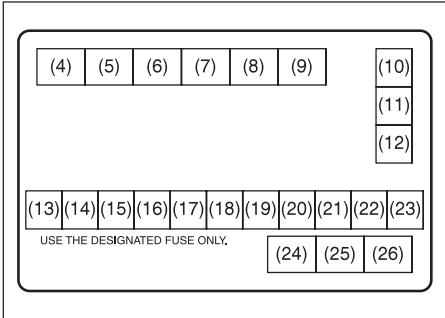 (4) (5) (6) (7) (8) (9) (10)
(11)
(12)
(13) (14) (15) (16) (17) (18) (19) (20) (21) (22) (23)
USE THE DESIGNATED FUSE ONLY.
(24) (25) (26)